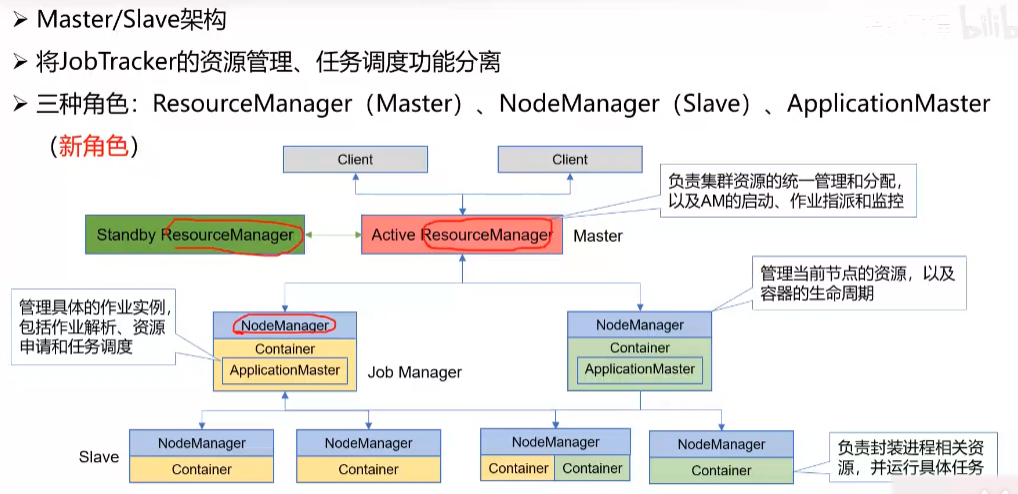 ➢ Master/Slave架构
➢ 将JobTracker的资源管理、任务调度功能分离
➢ 三种角色：ResourceManager（Master）、NodeManager（Slave）、ApplicationMaster
（新角色）
Client
Client
负责集群资源的统一管理和分配，
以及AM的启动、作业指派和监控
Standby ResourceManager
Active ResourceManager
Master
管理当前节点的资源，以及
容器的生命周期
管理具体的作业实例，
包括作业解析、资源
申请和任务调度
NodeManager
Container
ApplicationMaster
Job Manager
NodeManager
Container
ApplicationMaster
Slave
NodeManager
Container
NodeManager
Container
NodeManager
Container
Container
NodeManager
Container
负责封装进程相关资
源，并运行具体任务